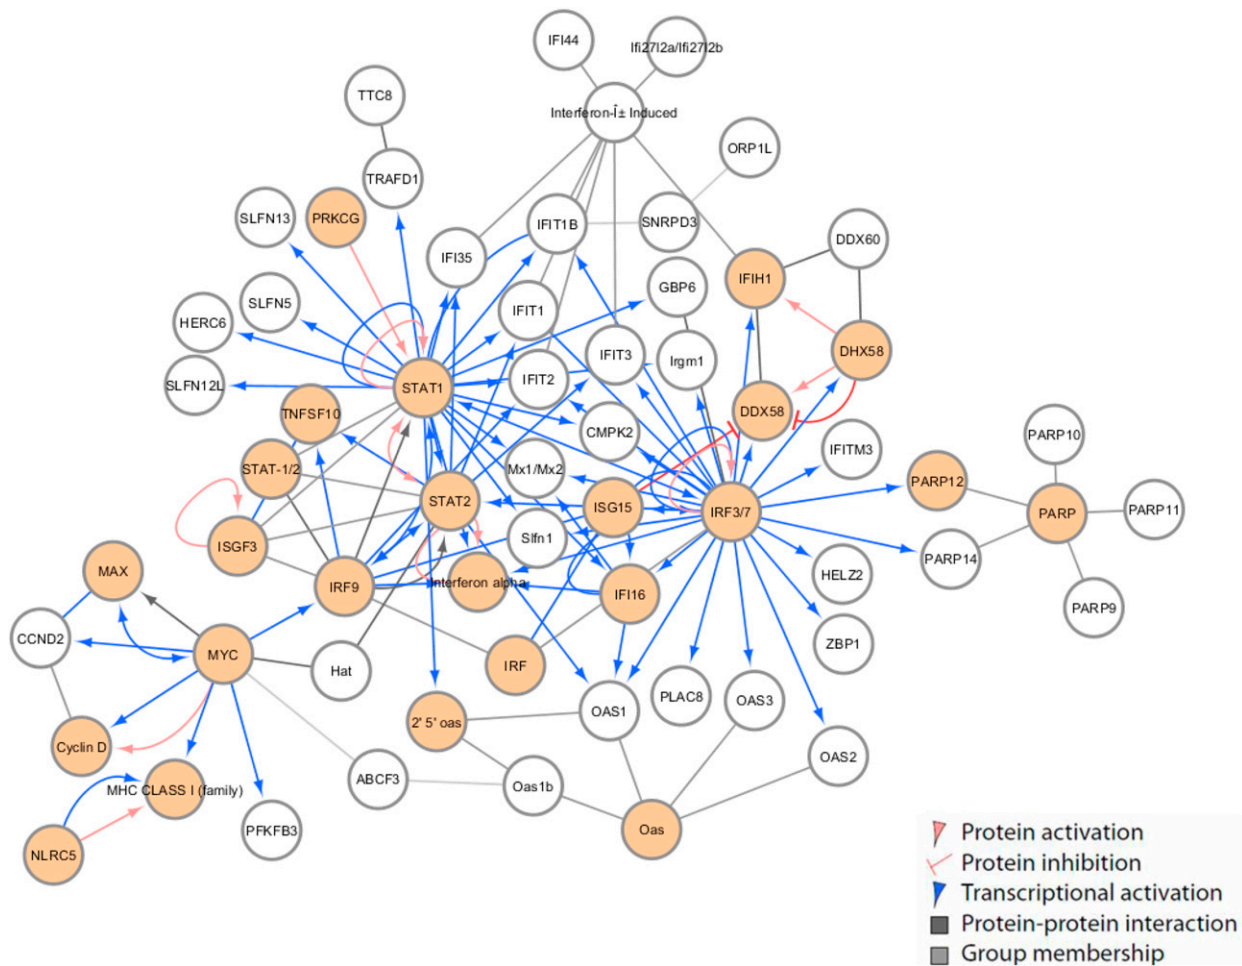 IFI44
Ifi27l2a/Ifi27l2b
TTC8
Interferon-Î± Induced
ORP1L
TRAFD1
SLFN13
PRKCG
IFIT1B
SNRPD3
DDX60
IFI35
IFIH1
GBP6
SLFN5
IFIT1
HERC6
DHX58
IFIT3
Irgm1
IFIT2
SLFN12L
STAT1
DDX58
TNFSF10
CMPK2
PARP10
IFITM3
STAT-1/2
Mx1/Mx2
PARP12
STAT2
ISG15
IRF3/7
PARP
PARP11
Slfn1
ISGF3
PARP14
MAX
HELZ2
IRF9
Interferon alpha
IFI16
PARP9
CCND2
ZBP1
MYC
Hat
IRF
PLAC8
OAS3
OAS1
2' 5' oas
Cyclin D
OAS2
ABCF3
Oas1b
MHC CLASS I (family)
PFKFB3
Oas
NLRC5
Protein activation
Protein inhibition
Transcriptional activation
Protein-protein interaction
Group membership